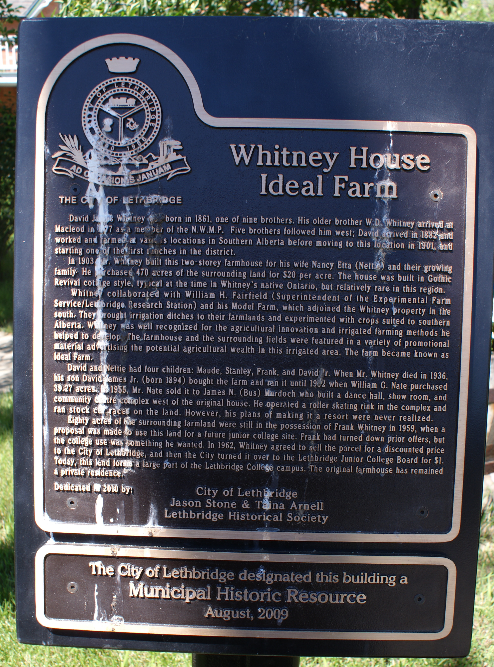 AD OCCASIONIS JANUAM
THE CITY OF LETHBRIDGE
Whitney House
Ideal Farm
David James Whitney was born in 1861, one of nine brothers. His older brother W.D. Whitney arrived at
Macleod in as a member of the N.W.M.P. Five brothers followed him west; David arrived in 1882 and
worked and farmed at various locations in Southern Alberta before moving to this location in 1901, and
starting one of the first ranches in the district.
In 1903 Whitney built this two storey farmhouse for his wife Nancy Etta (Nettie) and their growing
family. He purchased 470 acres of the surrounding land for $20 per acre. The house was built in Gothic
Revival cottage style, typical at the time in Whitney's native Ontario, but relatively rare in this region.
Whitney collaborated with William H. Fairfield (Superintendent of the Experimental Farm
Service/Lethbridge Research Station) and his Model Farm, which adjoined the Whitney property in the
south. They brought irrigation ditches to their farmlands and experimented with crops suited to southern
Alberta. Whitney was well recognized for the agricultural innovation and irrigated farming methods he
helped to develop. The farmhouse and the surrounding fields were featured in a variety of promotional
material advertising the potential agricultural wealth in this irrigated area. The farm became known as
Ideal Farm.
David and Nettie had four children: Maude, Stanley, Frank, and David Jr. When Mr. Whitney died in 1936,
his son David James Jr. (born 1894) bought the farm and ran it until when William G. Nate purchased
39.27 acres. In 1955, Mr. Nate sold it to James N. (Bus) Murdoch who built a dance hall, show room, and
community centre complex west of the original house. He operated a roller skating rink in the complex and
ran stock car races on the land. However, his plans of making it a resort were never realized.
Eighty acres of the surrounding farmland were still in the possession of Frank Whitney in 1959, when a
proposal was made to use this land for a future junior college site. Frank had turned down prior offers, but
the college use was something he wanted. In 1962, Whitney agreed to sell the parcel for a discounted price
to the City of Lethbridge, and then the City turned it over to the Lethbridge Junior College Board for $1.
Today, this land forms a large part of the Lethbridge College campus. The original farmhouse has remained
a private residence.
Dedicated in 2010 by:
City of Lethbridge
Jason Stone & Trina Arnell
Lethbridge Historical Society
The City of Lethbridge designated this building a
Municipal Historic Resource
August, 2009